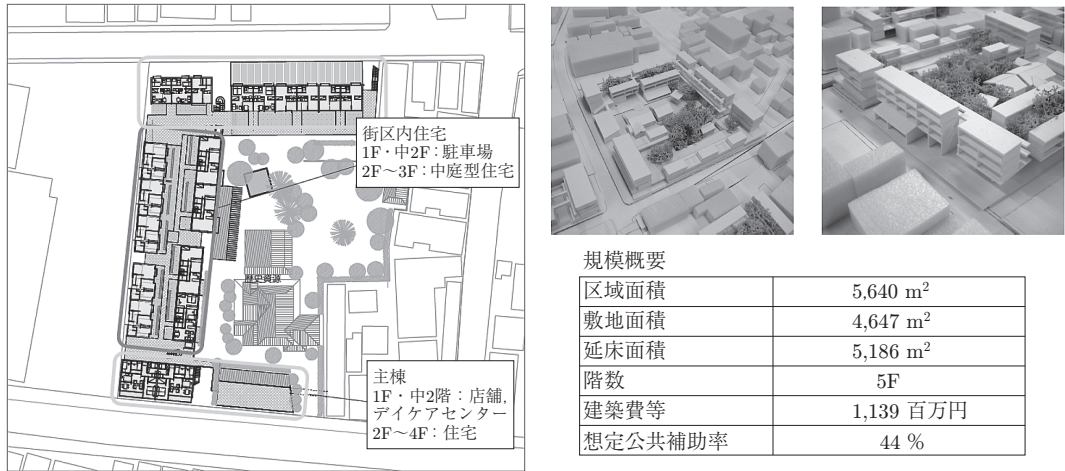 街区内住宅
1F・中2F：駐車場
2F～3F：中庭型住宅
歴史資源
主棟
1F・中2階：店舗，
デイケアセンター
2F～4F：住宅
規模概要
区域面積 5,640 m²
敷地面積 4,647 m²
延床面積 5,186 m²
階数 5F
建築費等 1,139 百万円
想定公共補助率 44 %